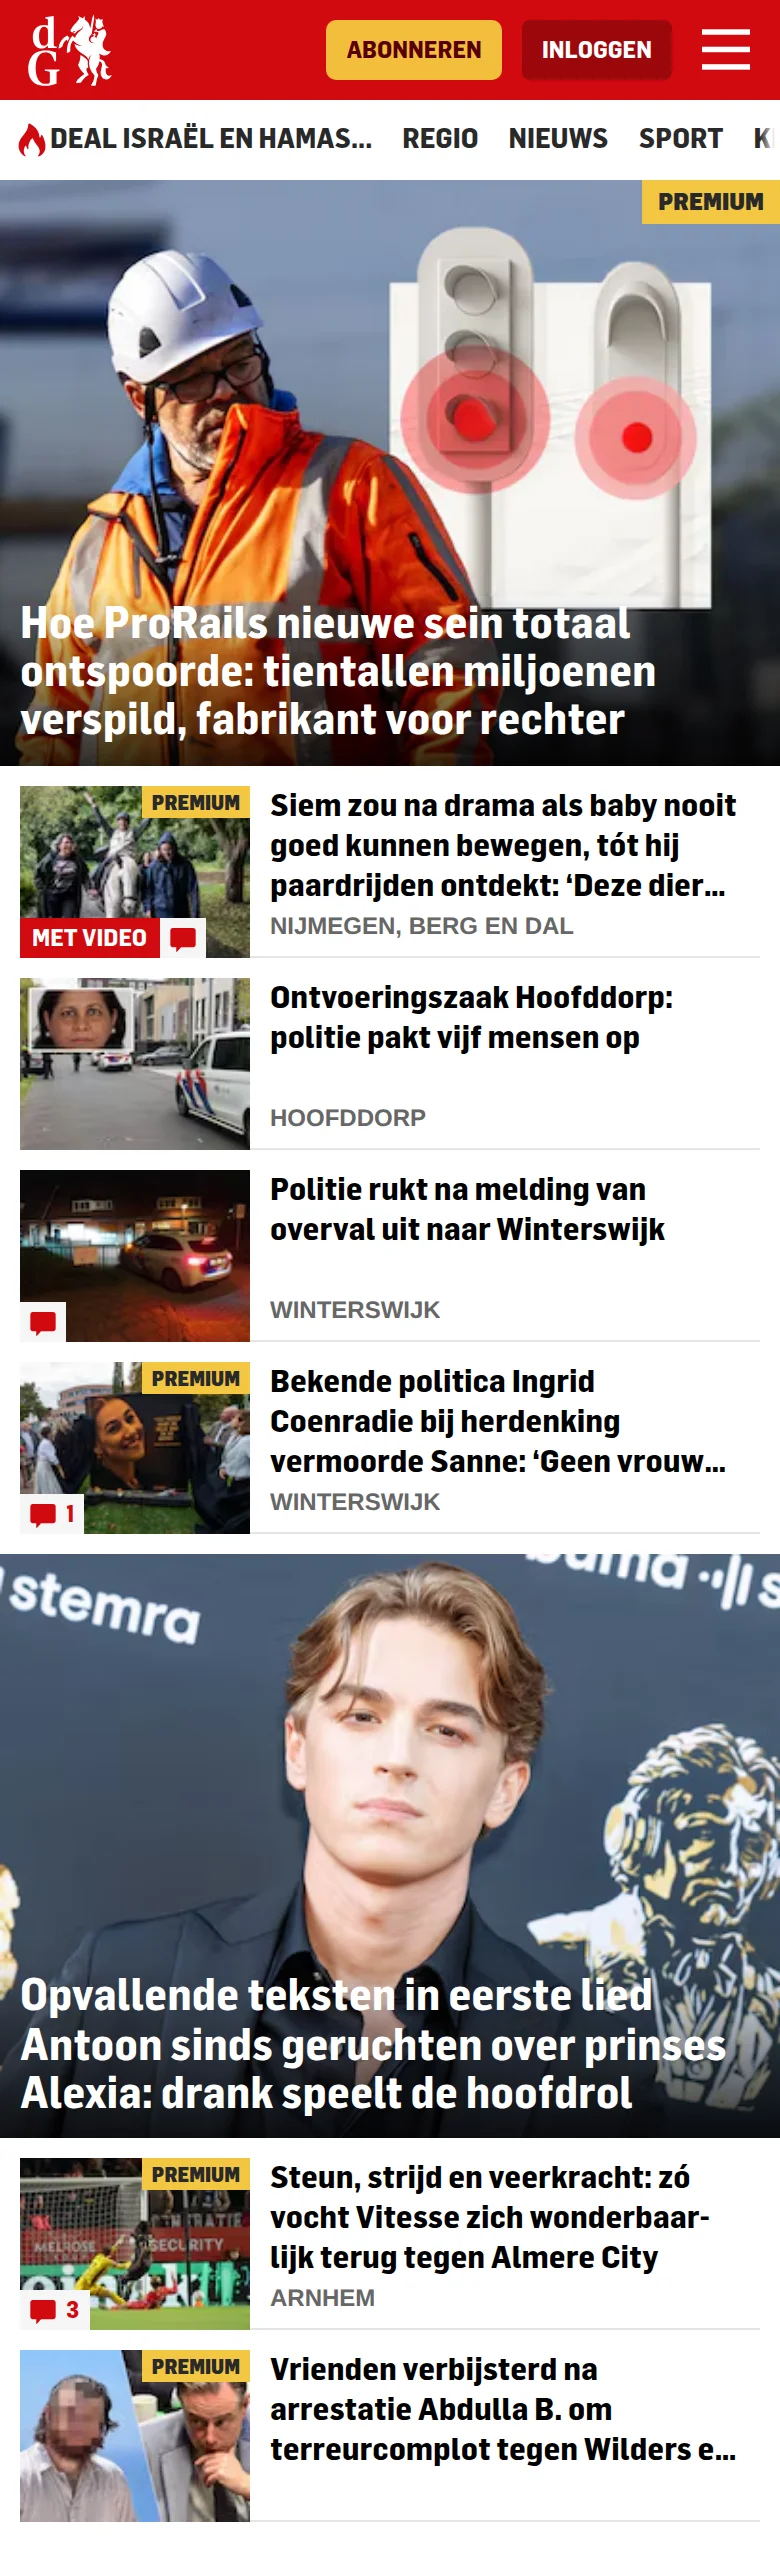 d
G
ABONNEREN
INLOGGEN
DEAL ISRAËL EN HAMAS...
REGIO
NIEUWS
SPORT
PREMIUM
Hoe ProRails nieuwe sein totaal
ontspoorde: tientallen miljoenen
verspild, fabrikant voor rechter
PREMIUM
MET VIDEO
Siem zou na drama als baby nooit
goed kunnen bewegen, tót hij
paardrijden ontdekt: ‘Deze dier...
NIJMEGEN, BERG EN DAL
Ontvoeringszaak Hoofddorp:
politie pakt vijf mensen op
HOOFDDORP
Politie rukt na melding van
overval uit naar Winterswijk
WINTERSWIJK
PREMIUM
1
Bekende politica Ingrid
Coenradie bij herdenking
vermoorde Sanne: ‘Geen vrouw...
WINTERSWIJK
stemra
buma
s
Opvallende teksten in eerste lied
Antoon sinds geruchten over prinses
Alexia: drank speelt de hoofdrol
PREMIUM
MELROSE
SECURITY
3
Steun, strijd en veerkracht: zó
vocht Vitesse zich wonderbaar-
lijk terug tegen Almere City
ARNHEM
PREMIUM
Vrienden verbijsterd na
arrestatie Abdulla B. om
terreurcomplot tegen Wilders e...